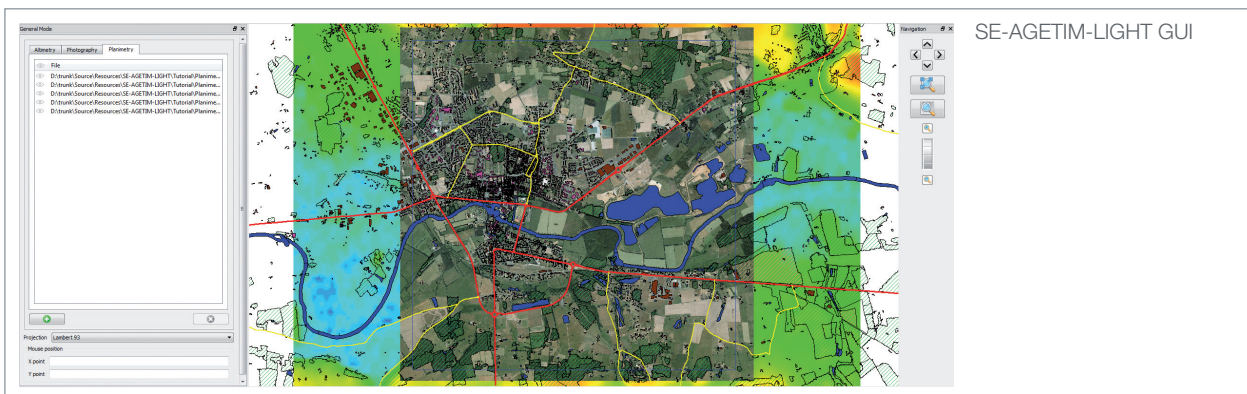 General Mode
Navigation
SE-AGETIM-LIGHT GUI
Altimetry Photography Planimetry
File
D:\trunk\Source\Resources\SE-AGETIM-LIGHT\Tutorial\Planime...
D:\trunk\Source\Resources\SE-AGETIM-LIGHT\Tutorial\Planime...
D:\trunk\Source\Resources\SE-AGETIM-LIGHT\Tutorial\Planime...
D:\trunk\Source\Resources\SE-AGETIM-LIGHT\Tutorial\Planime...
D:\trunk\Source\Resources\SE-AGETIM-LIGHT\Tutorial\Planime...
Projection Lambert 93
Mouse position
X point
Y point